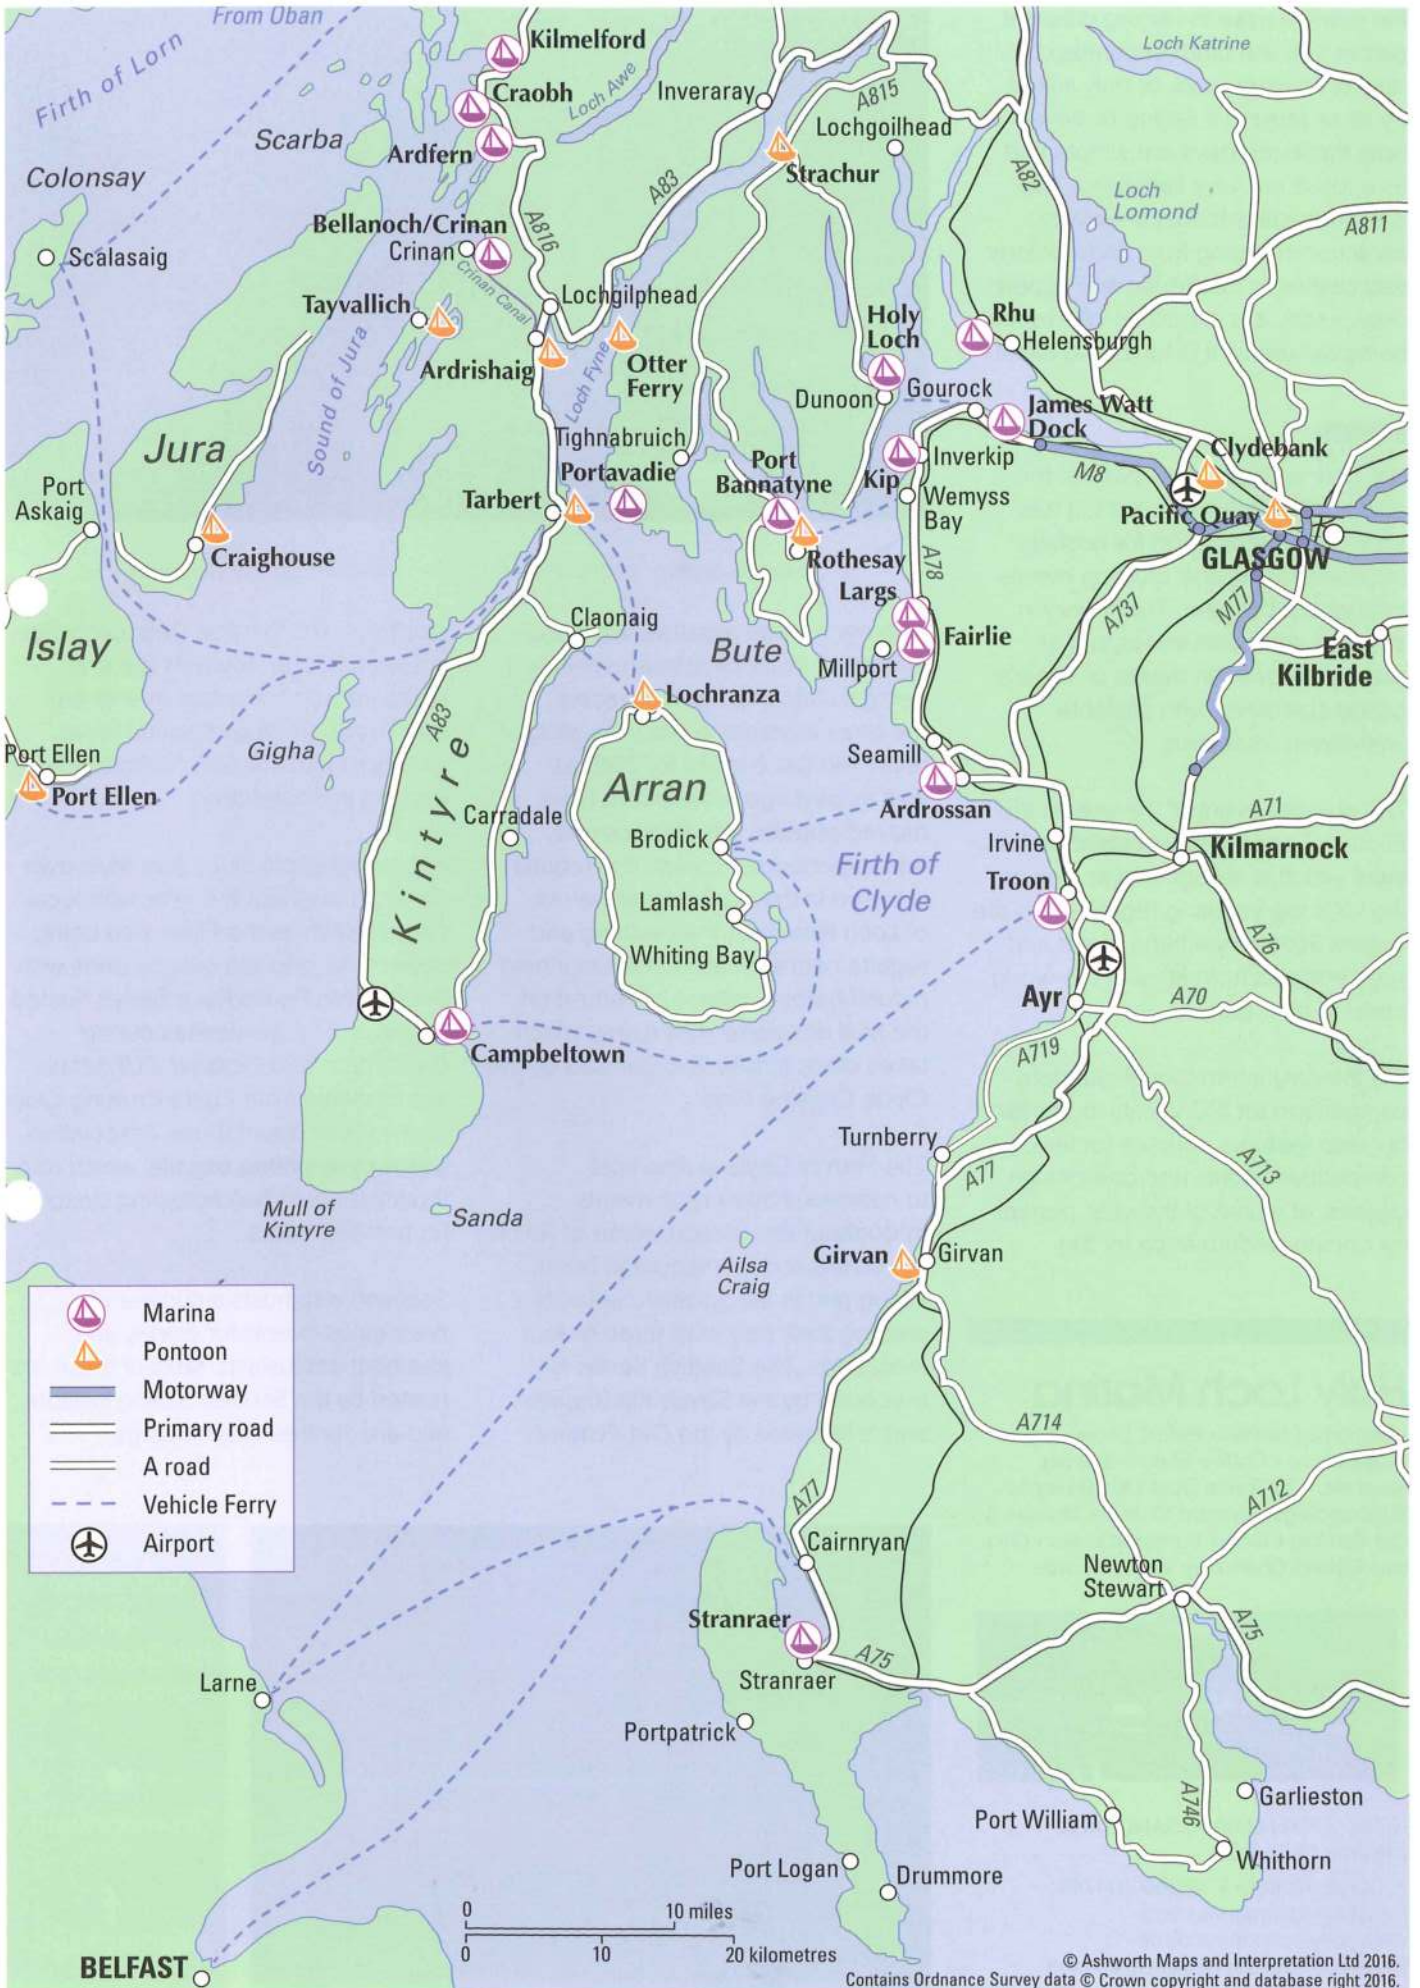 From Oban
Firth of Lorn
Kilmelford
Loch Awe
Loch Katrine
Craobh
Inveraray
A815
Scarba
Ardfern
Lochgoilhead
Strachur
A82
Colonsay
A83
Loch
Lomond
Bellanoch/Crinan
Crinan
A816
A811
Scalasaig
Crinan Canal
Tayvallich
Lochgilphead
Holy
Loch
Rhu
Helensburgh
Sound of Jura
Ardrishaig
Loch Fyne
Otter
Ferry
Dunoon
Gourock
James Watt
Dock
Jura
Tighnabruich
Portavadie
Port
Bannatyne
Kip
Inverkip
M8
Clydebank
Port
Askaig
Tarbert
Wemyss
Bay
Pacific Quay
Craighouse
Rothesay
A78
GLASGOW
Largs
A737
M77
Claonaig
Islay
Bute
Fairlie
Millport
East
Kilbride
Lochranza
A83
Gigha
Port Ellen
Port Ellen
Seamill
Arran
Ardrossan
Kintyre
Carradale
Brodick
A71
Irvine
Kilmarnock
Firth of
Clyde
Troon
Lamlash
Whiting Bay
A76
Ayr
A70
Campbeltown
A719
Turnberry
A77
A713
Mull of
Kintyre
Sanda
Ailsa
Craig
Girvan
Girvan
Marina
Pontoon
Motorway
Primary road
A road
Vehicle Ferry
Airport
A714
A77
A712
Cairnryan
Newton
Stewart
Stranraer
A75
A75
Stranraer
Larne
Portpatrick
Garlieston
Port William
A746
Whithorn
Port Logan
Drummore
0 10 miles
0 10 20 kilometres
BELFAST
© Ashworth Maps and Interpretation Ltd 2016.
Contains Ordnance Survey data © Crown copyright and database right 2016.